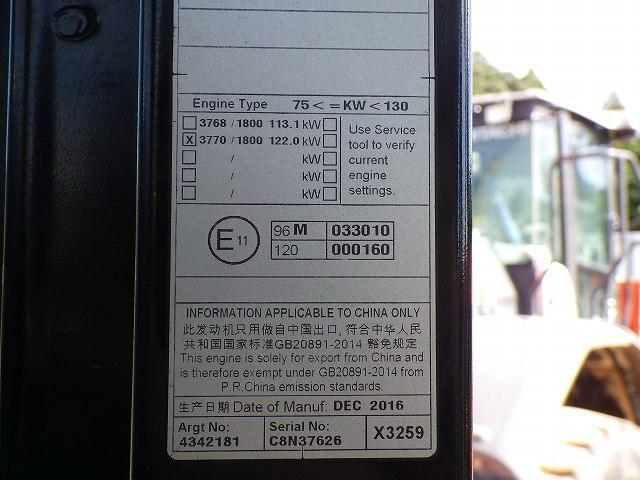 Engine Type 75 < = KW < 130
3768 / 1800 113.1 kW
X 3770 / 1800 122.0 kW
/ kW
/ kW
/ kW
Use Service
tool to verify
current
engine
settings.
E 11
96 M 033010
120 000160
INFORMATION APPLICABLE TO CHINA ONLY
此发动机只用做自中国出口, 符合中华人民
共和国国家标准GB20891-2014 豁免规定.
This engine is solely for export from China and
is therefore exempt under GB20891-2014 from
P.R.China emission standards.
生产日期 Date of Manuf: DEC 2016
Argt No:
4342181
Serial No:
C8N37626
X3259